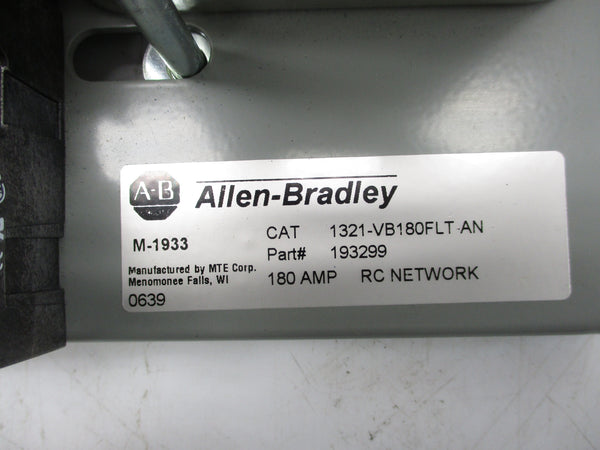 A-B Allen-Bradley
CAT 1321-VB180FLT-AN
M-1933
Part# 193299
Manufactured by MTE Corp.
Menomonee Falls, WI
180 AMP RC NETWORK
0639